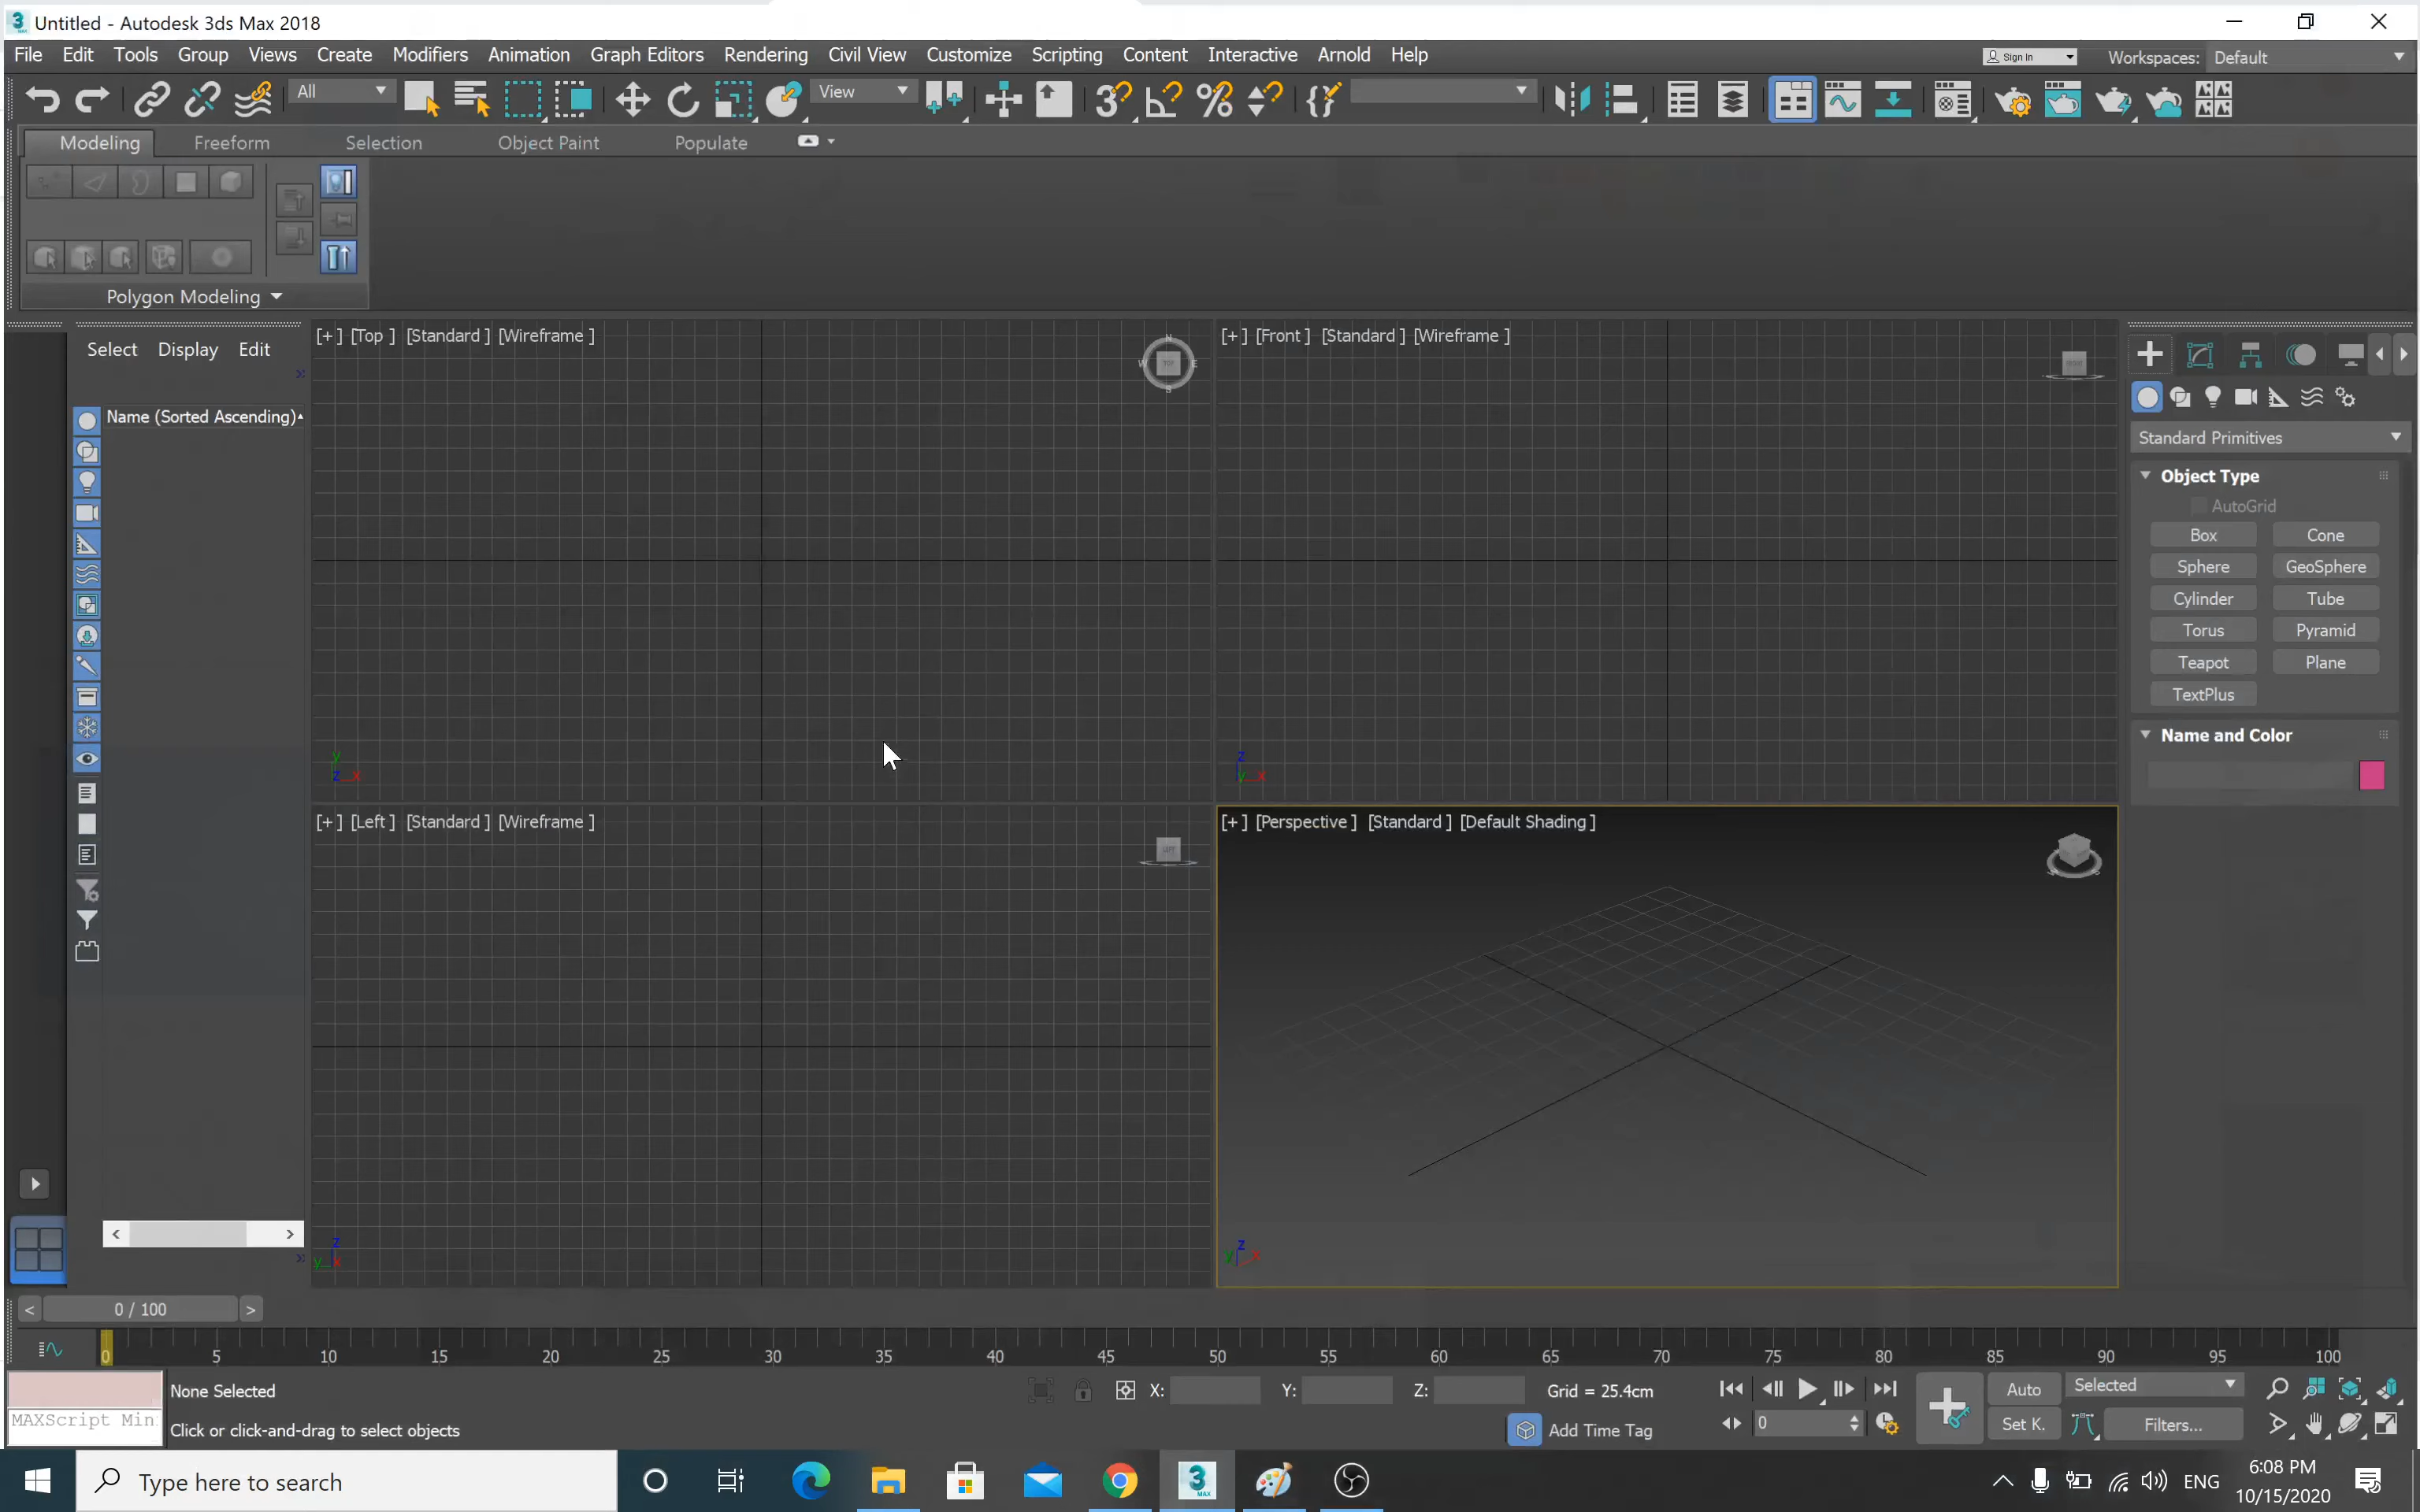 Untitled - Autodesk 3ds Max 2018
File Edit Tools Group Views Create Modifiers Animation Graph Editors Rendering Civil View Customize Scripting Content Interactive Arnold Help
Sign In Workspaces: Default
All View
Modeling Freeform Selection Object Paint Populate
Polygon Modeling
Select Display Edit
Name (Sorted Ascending)
[+] [Top ] [Standard ] [Wireframe ]
[+] [Front ] [Standard ] [Wireframe ]
[+] [Left ] [Standard ] [Wireframe ]
[+] [Perspective ] [Standard ] [Default Shading ]
Standard Primitives
Object Type
AutoGrid
Box Cone
Sphere GeoSphere
Cylinder Tube
Torus Pyramid
Teapot Plane
TextPlus
Name and Color
0 / 100
0 5 10 15 20 25 30 35 40 45 50 55 60 65 70 75 80 85 90 95 100
None Selected
X: Y: Z: Grid = 25.4cm
Auto Selected
MAXScript Min
Click or click-and-drag to select objects
Add Time Tag
0
Set K. Filters...
Type here to search
ENG
6:08 PM
10/15/2020